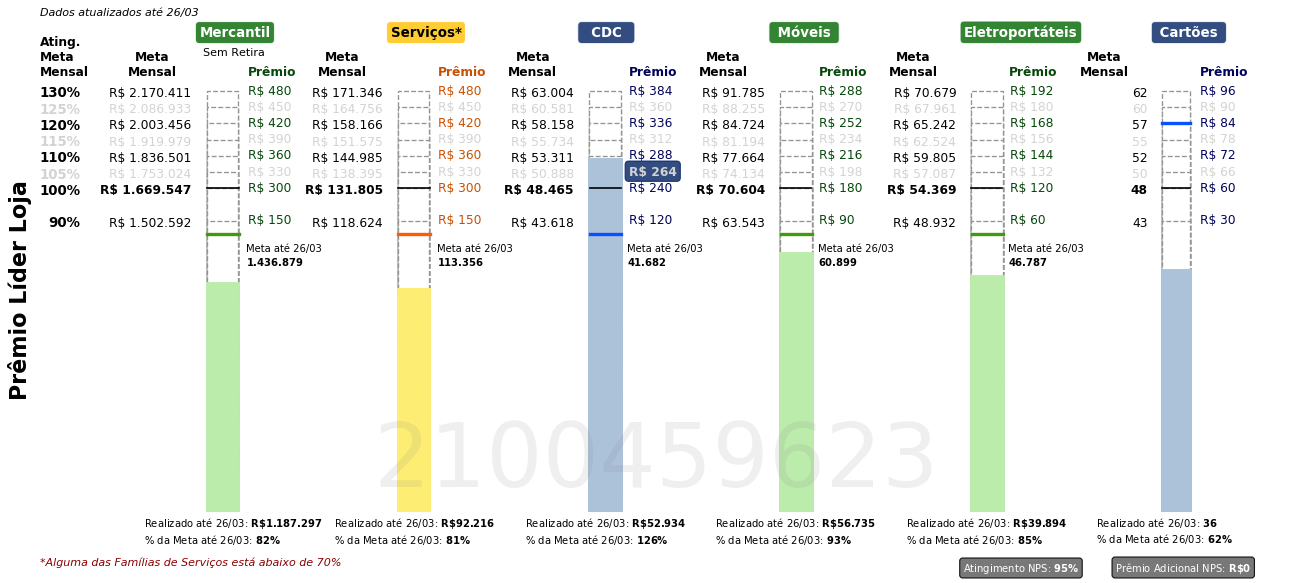 Dados atualizados até 26/03
Mercantil Serviços* CDC Móveis Eletroportáteis Cartões
Sem Retira
Ating. Meta Mensal Meta Mensal Prêmio Meta Mensal Prêmio Meta Mensal Prêmio Meta Mensal Prêmio Meta Mensal Prêmio Meta Mensal Prêmio
130% R$ 2.170.411 R$ 480 R$ 171.346 R$ 480 R$ 63.004 R$ 384 R$ 91.785 R$ 288 R$ 70.679 R$ 192 62 R$ 96
125% R$ 2.086.933 R$ 450 R$ 164.756 R$ 450 R$ 60.581 R$ 360 R$ 88.255 R$ 270 R$ 67.961 R$ 180 60 R$ 90
120% R$ 2.003.456 R$ 420 R$ 158.166 R$ 420 R$ 58.158 R$ 336 R$ 84.724 R$ 252 R$ 65.242 R$ 168 57 R$ 84
115% R$ 1.919.979 R$ 390 R$ 151.575 R$ 390 R$ 55.734 R$ 312 R$ 81.194 R$ 234 R$ 62.524 R$ 156 55 R$ 78
110% R$ 1.836.501 R$ 360 R$ 144.985 R$ 360 R$ 53.311 R$ 288 R$ 77.664 R$ 216 R$ 59.805 R$ 144 52 R$ 72
105% R$ 1.753.024 R$ 330 R$ 138.395 R$ 330 R$ 50.888 R$ 264 R$ 74.134 R$ 198 R$ 57.087 R$ 132 50 R$ 66
100% R$ 1.669.547 R$ 300 R$ 131.805 R$ 300 R$ 48.465 R$ 240 R$ 70.604 R$ 180 R$ 54.369 R$ 120 48 R$ 60
90% R$ 1.502.592 R$ 150 R$ 118.624 R$ 150 R$ 43.618 R$ 120 R$ 63.543 R$ 90 R$ 48.932 R$ 60 43 R$ 30
Meta até 26/03 Meta até 26/03 Meta até 26/03 Meta até 26/03 Meta até 26/03
1.436.879 113.356 41.682 60.899 46.787
Prêmio Líder Loja
2100459623
Realizado até 26/03: R$1.187.297 Realizado até 26/03: R$92.216 Realizado até 26/03: R$52.934 Realizado até 26/03: R$56.735 Realizado até 26/03: R$39.894 Realizado até 26/03: 36
% da Meta até 26/03: 82% % da Meta até 26/03: 81% % da Meta até 26/03: 126% % da Meta até 26/03: 93% % da Meta até 26/03: 85% % da Meta até 26/03: 62%
*Alguma das Famílias de Serviços está abaixo de 70%
Atingimento NPS: 95% Prêmio Adicional NPS: R$0